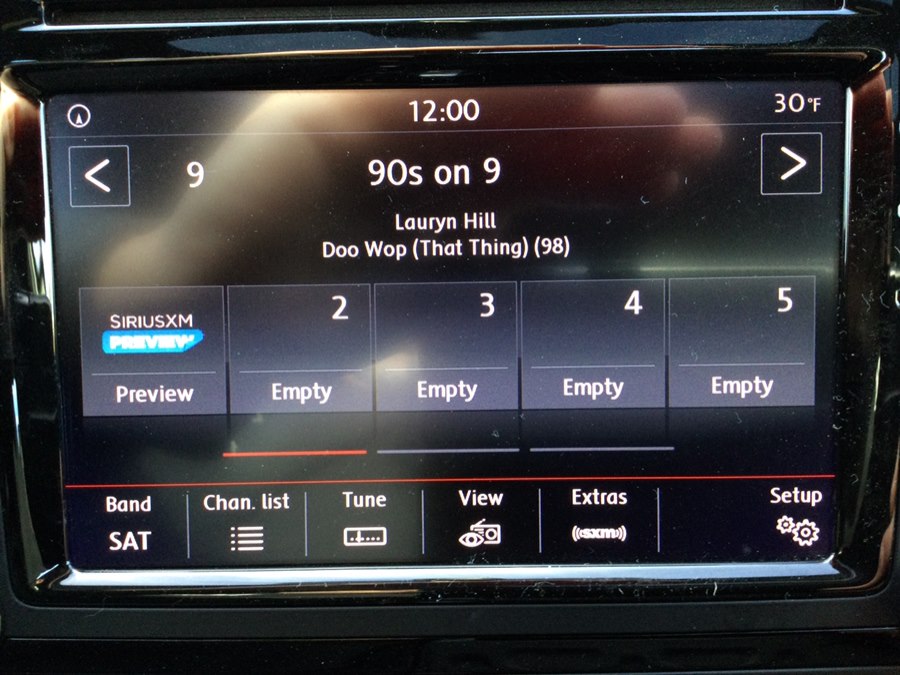 12:00
30°F
9
90s on 9
Lauryn Hill
Doo Wop (That Thing) (98)
SIRIUSXM
PREVIEW
Preview
2
Empty
3
Empty
4
Empty
5
Empty
Band
SAT
Chan. list
Tune
View
Extras
((sxm))
Setup